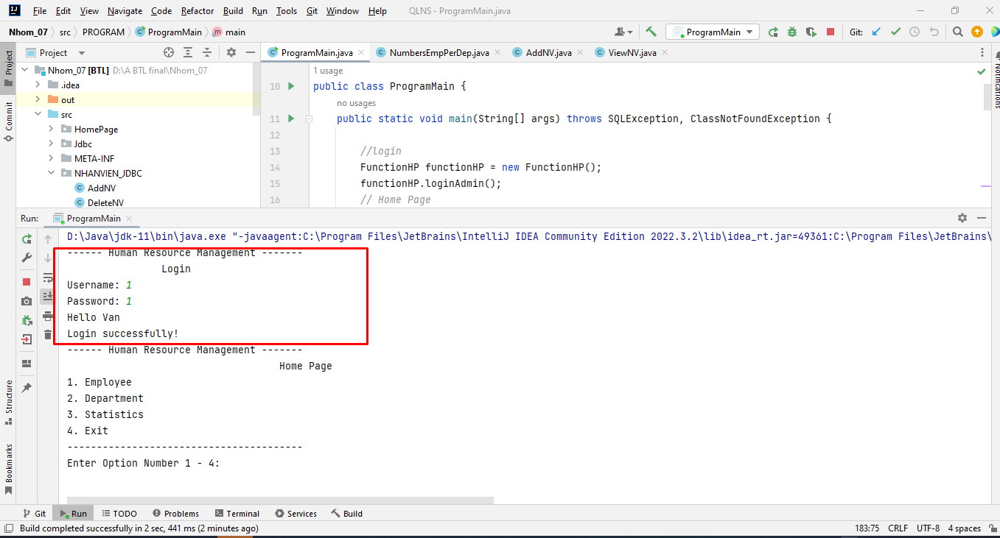 File Edit View Navigate Code Refactor Build Run Tools Git Window Help QLNS - ProgramMain.java
Nhom_07 src PROGRAM ProgramMain main ProgramMain Git:
Project
ProgramMain.java NumbersEmpPerDep.java AddNV.java ViewNV.java
Project
Commit
Structure
Bookmarks
Notifications
Nhom_07 [BTL] D:\A BTL final\Nhom_07
.idea
out
src
HomePage
Jdbc
META-INF
NHANVIEN_JDBC
AddNV
DeleteNV
1 usage
10 public class ProgramMain {
no usages
11 public static void main(String[] args) throws SQLException, ClassNotFoundException {
12
13 //login
14 FunctionHP functionHP = new FunctionHP();
15 functionHP.loginAdmin();
16 // Home Page
Run: ProgramMain
D:\Java\jdk-11\bin\java.exe "-javaagent:C:\Program Files\JetBrains\IntelliJ IDEA Community Edition 2022.3.2\lib\idea_rt.jar=49361:C:\Program Files\JetBrains\
------ Human Resource Management -------
Login
Username: 1
Password: 1
Hello Van
Login successfully!
------ Human Resource Management -------
Home Page
1. Employee
2. Department
3. Statistics
4. Exit
----------------------------------------
Enter Option Number 1 - 4:
Git Run TODO Problems Terminal Services Build
Build completed successfully in 2 sec, 441 ms (2 minutes ago) 183:75 CRLF UTF-8 4 spaces